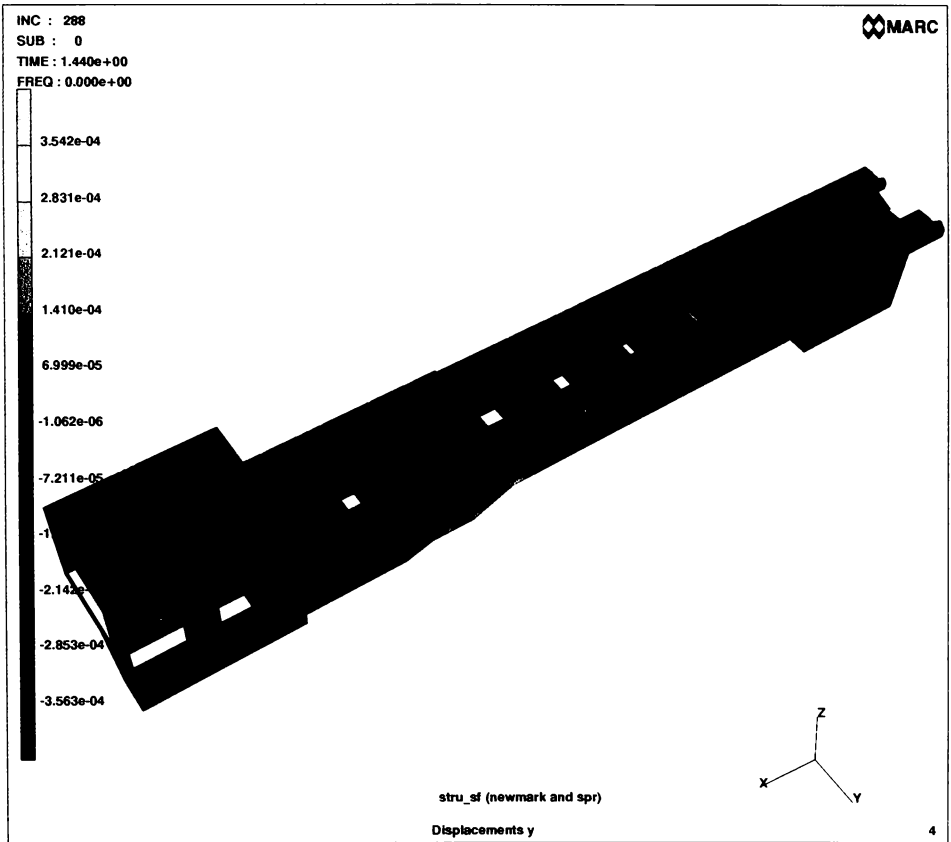 INC : 288
SUB : 0
TIME : 1.440e+00
FREQ : 0.000e+00
MARC
3.542e-04
2.831e-04
2.121e-04
1.410e-04
6.999e-05
-1.062e-06
-7.211e-05
-2.853e-04
-3.563e-04
Z
X
Y
stru_sf (newmark and spr)
Displacements y
4